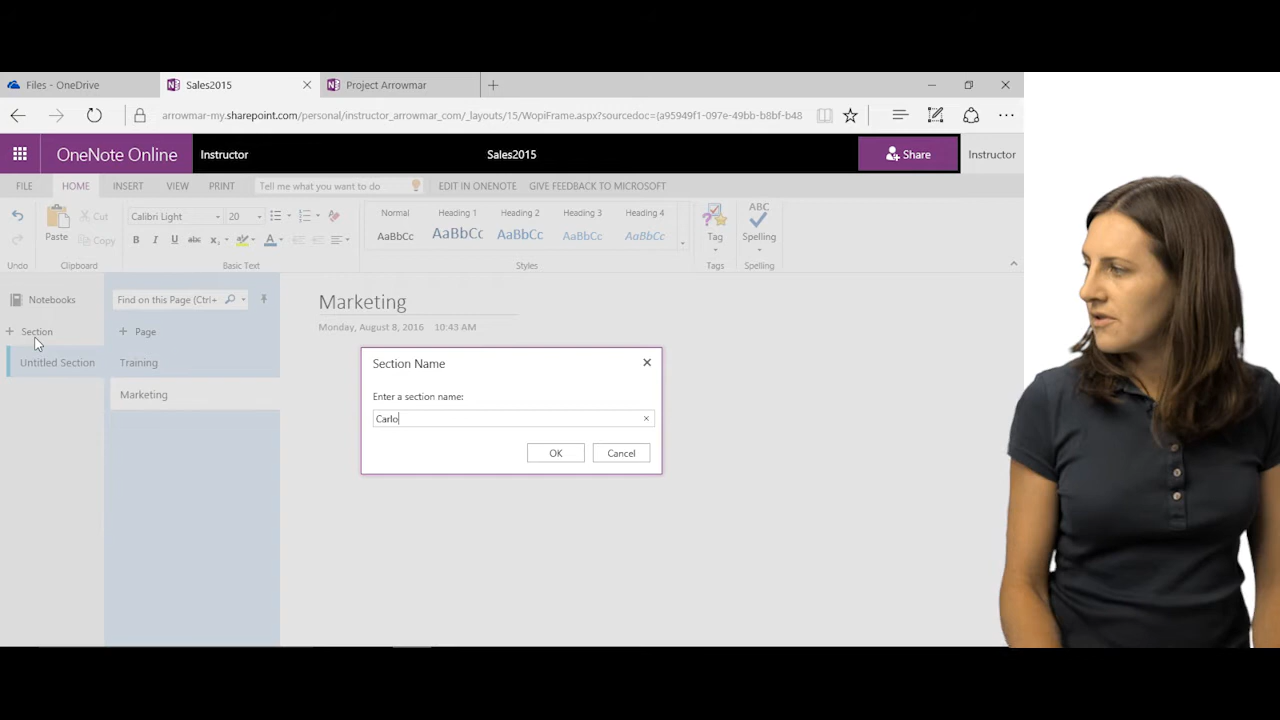 Files - OneDrive
Sales2015
Project Arrowmar
arrowmar-my.sharepoint.com/personal/instructor_arrowmar_com/_layouts/15/WopiFrame.aspx?sourcedoc={a95949f1-097e-49bb-b8bf-b48
OneNote Online
Instructor
Sales2015
Share
Instructor
FILE
HOME
INSERT
VIEW
PRINT
Tell me what you want to do
EDIT IN ONENOTE
GIVE FEEDBACK TO MICROSOFT
Undo
Paste
Cut
Copy
Clipboard
Calibri Light
20
B I U abc x₂ A
Basic Text
Normal
AaBbCc
Heading 1
AaBbCc
Heading 2
AaBbCc
Heading 3
AaBbCc
Heading 4
AaBbCc
Styles
Tag
Tags
ABC
Spelling
Spelling
Notebooks
+ Section
Untitled Section
Find on this Page (Ctrl+
+ Page
Training
Marketing
Marketing
Monday, August 8, 2016 10:43 AM
Section Name
Enter a section name:
Carlo
OK
Cancel